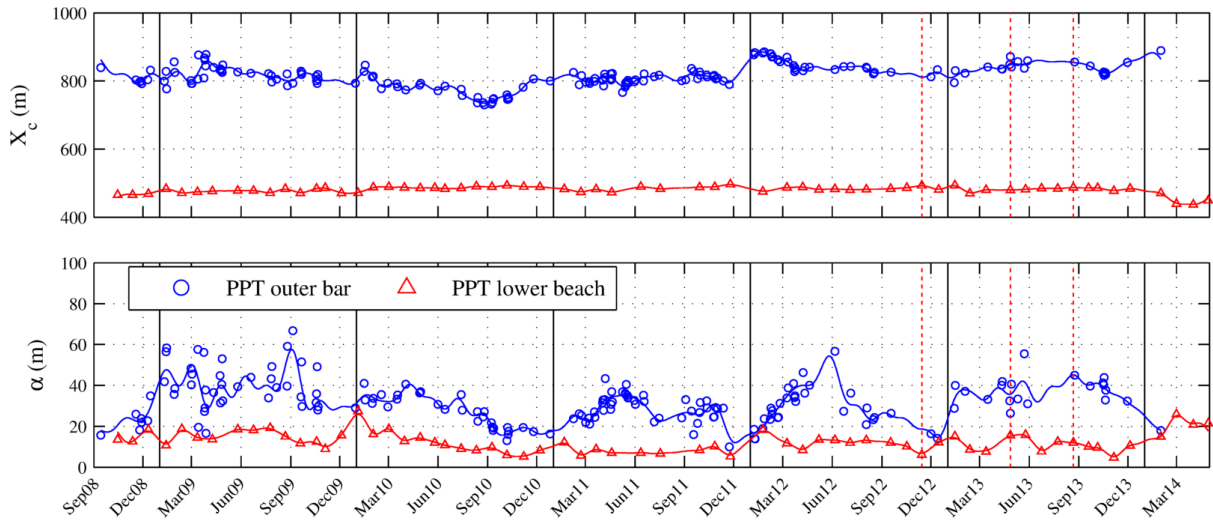 1000
800
600
400
X_c (m)
100
80
60
40
20
0
α (m)
PPT outer bar
PPT lower beach
Sep08
Dec08
Mar09
Jun09
Sep09
Dec09
Mar10
Jun10
Sep10
Dec10
Mar11
Jun11
Sep11
Dec11
Mar12
Jun12
Sep12
Dec12
Mar13
Jun13
Sep13
Dec13
Mar14